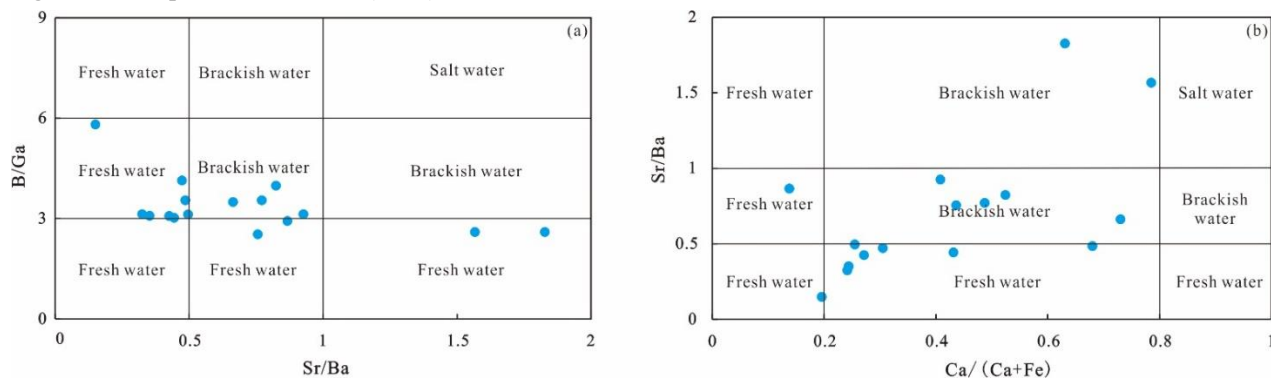 (a)
9
6
3
0
B/Ga
Fresh water
Brackish water
Salt water
Fresh water
Brackish water
Brackish water
Fresh water
Fresh water
Fresh water
0
0.5
1
1.5
2
Sr/Ba
(b)
2
1.5
1
0.5
0
Sr/Ba
Fresh water
Brackish water
Salt water
Fresh water
Brackish water
Brackish
water
Fresh water
Fresh water
Fresh water
0
0.2
0.4
0.6
0.8
1
Ca/(Ca+Fe)